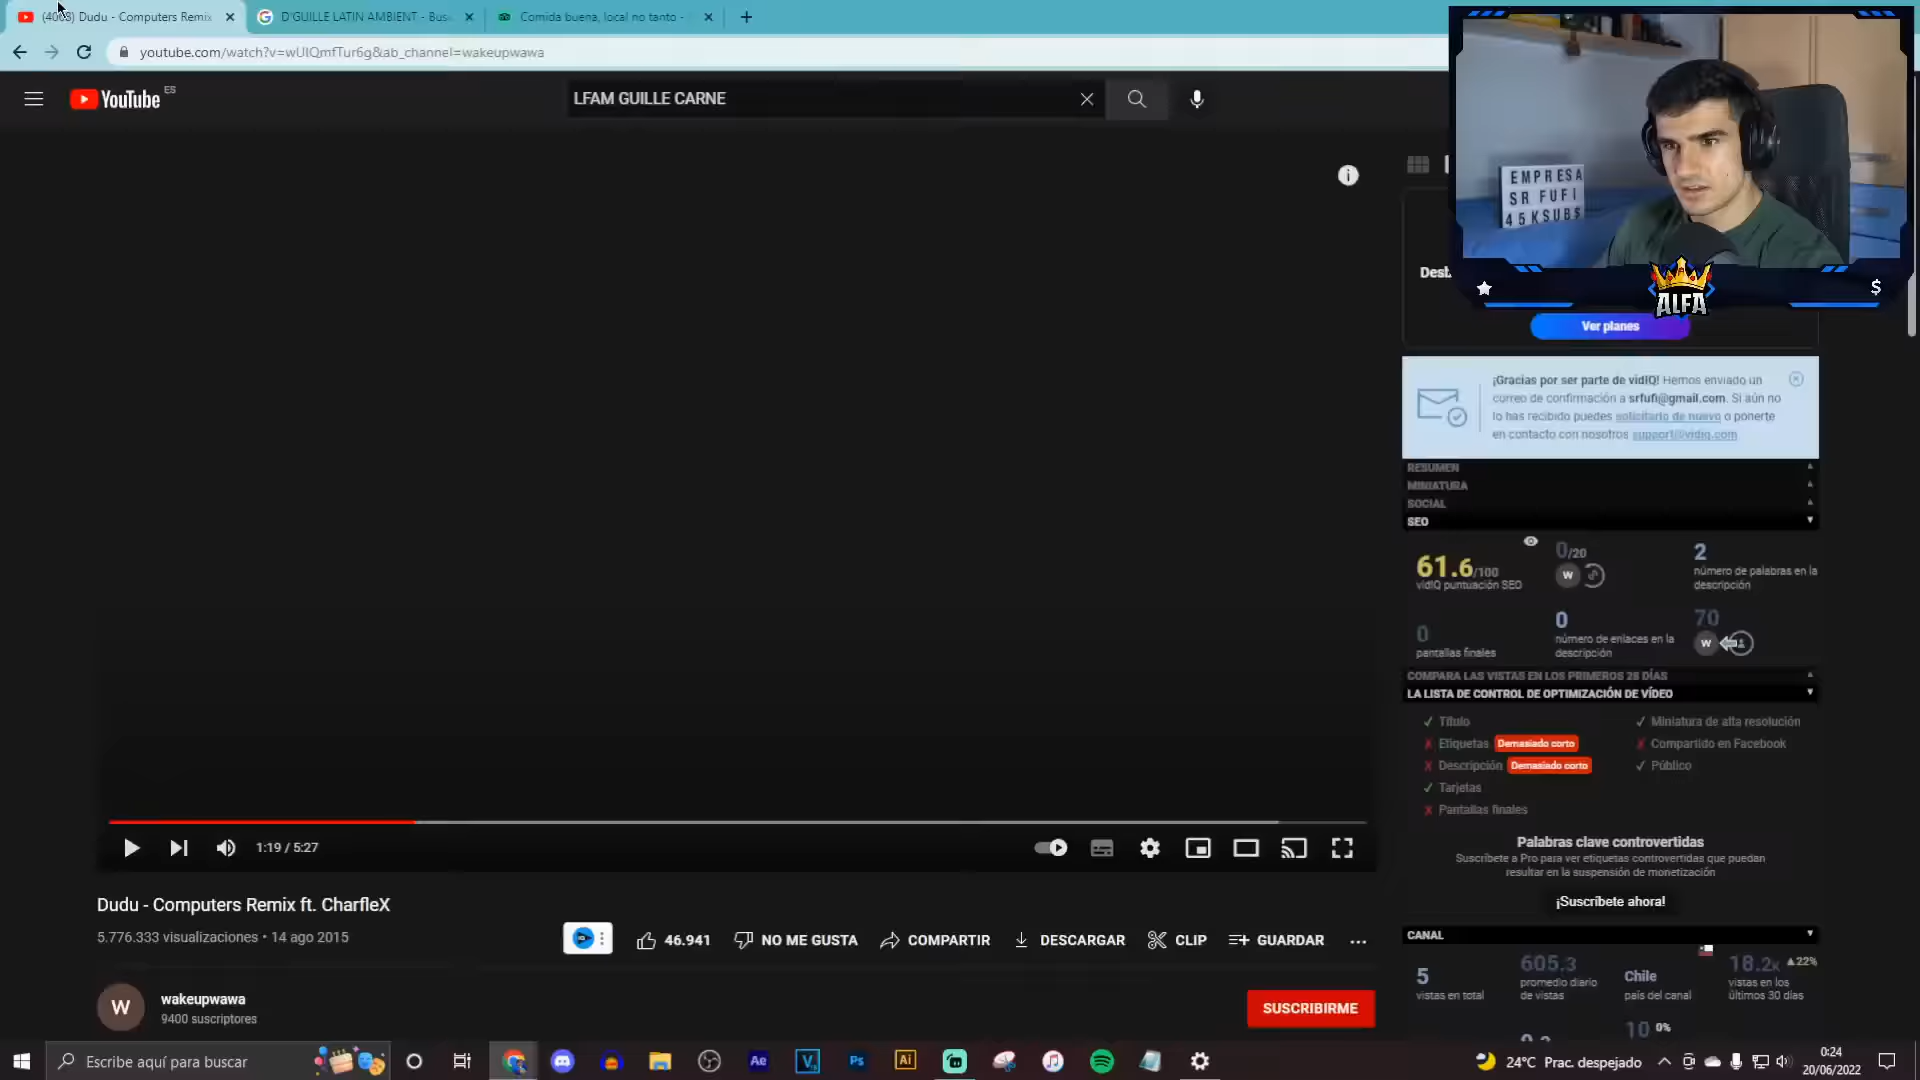 Dudu - Computers Remix
D'GUILLE LATIN AMBIENT - Bus
Comida buena, local no tanto -
youtube.com/watch?v=wUlQmfTur6g&ab_channel=wakeupwawa
YouTube ES
LFAM GUILLE CARNE
EMPRESA
SR FUFI
45KSUB$
ALFA
$
Ver planes
¡Gracias por ser parte de vidIQ! Hemos enviado un
correo de confirmación a srfufi@gmail.com. Si aún no
lo has recibido puedes solicitarlo de nuevo o ponerte
en contacto con nosotros support@vidiq.com
RESUMEN
MINIATURA
SOCIAL
SEO
61.6/100
vidIQ puntuación SEO
0/20
W
2
número de palabras en la
descripción
0
pantallas finales
0
número de enlaces en la
descripción
70
W
COMPARA LAS VISTAS EN LOS PRIMEROS 28 DÍAS
LA LISTA DE CONTROL DE OPTIMIZACIÓN DE VÍDEO
Título
Etiquetas Demasiado corto
Descripción Demasiado corto
Tarjetas
Pantallas finales
Miniatura de alta resolución
Compartido en Facebook
Público
Palabras clave controvertidas
Suscríbete a Pro para ver etiquetas controvertidas que puedan
resultar en la suspensión de monetización
¡Suscríbete ahora!
CANAL
5
vistas en total
605.3
promedio diario
de vistas
Chile
país del canal
18.2k ▲22%
vistas en los
últimos 30 días
10 0%
1:19 / 5:27
Dudu - Computers Remix ft. CharfleX
5.776.333 visualizaciones • 14 ago 2015
46.941
NO ME GUSTA
COMPARTIR
DESCARGAR
CLIP
GUARDAR
W
wakeupwawa
9400 suscriptores
SUSCRIBIRME
Escribe aquí para buscar
Ae
V
Ps
Ai
24°C Prac. despejado
0:24
20/06/2022